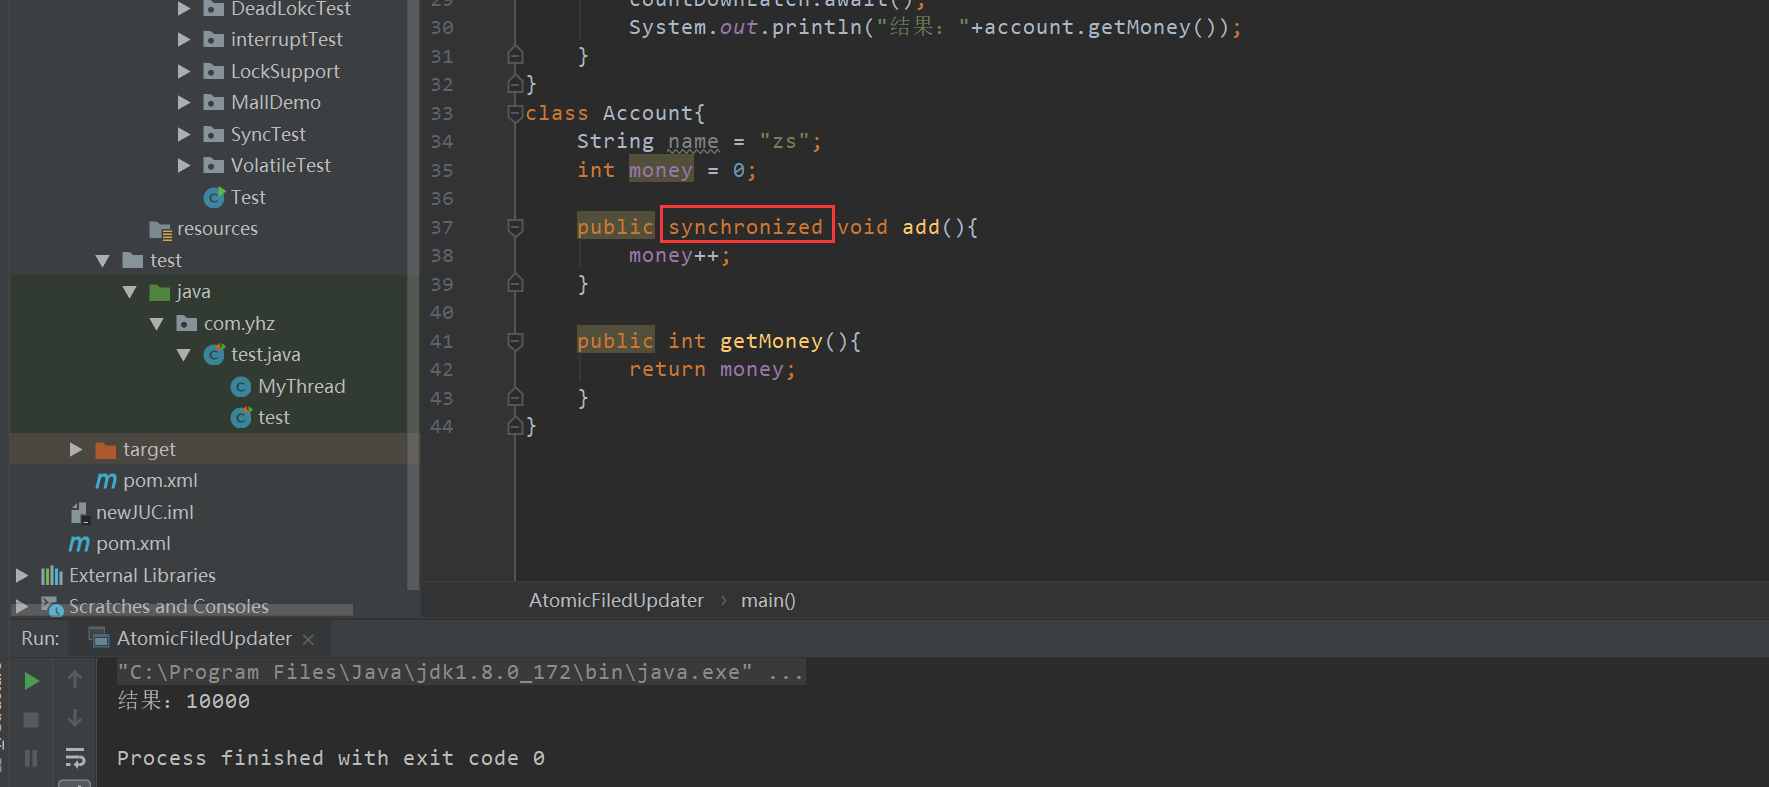 DeadLokcTest
interruptTest
LockSupport
MallDemo
SyncTest
VolatileTest
Test
resources
test
java
com.yhz
test.java
MyThread
test
target
pom.xml
newJUC.iml
pom.xml
External Libraries
Scratches and Consoles
29 countDownLatch.await();
30 System.out.println("结果："+account.getMoney());
31 }
32 }
33 class Account{
34 String name = "zs";
35 int money = 0;
36
37 public synchronized void add(){
38 money++;
39 }
40
41 public int getMoney(){
42 return money;
43 }
44 }
AtomicFiledUpdater › main()
Run: AtomicFiledUpdater ×
"C:\Program Files\Java\jdk1.8.0_172\bin\java.exe" ...
结果：10000
Process finished with exit code 0